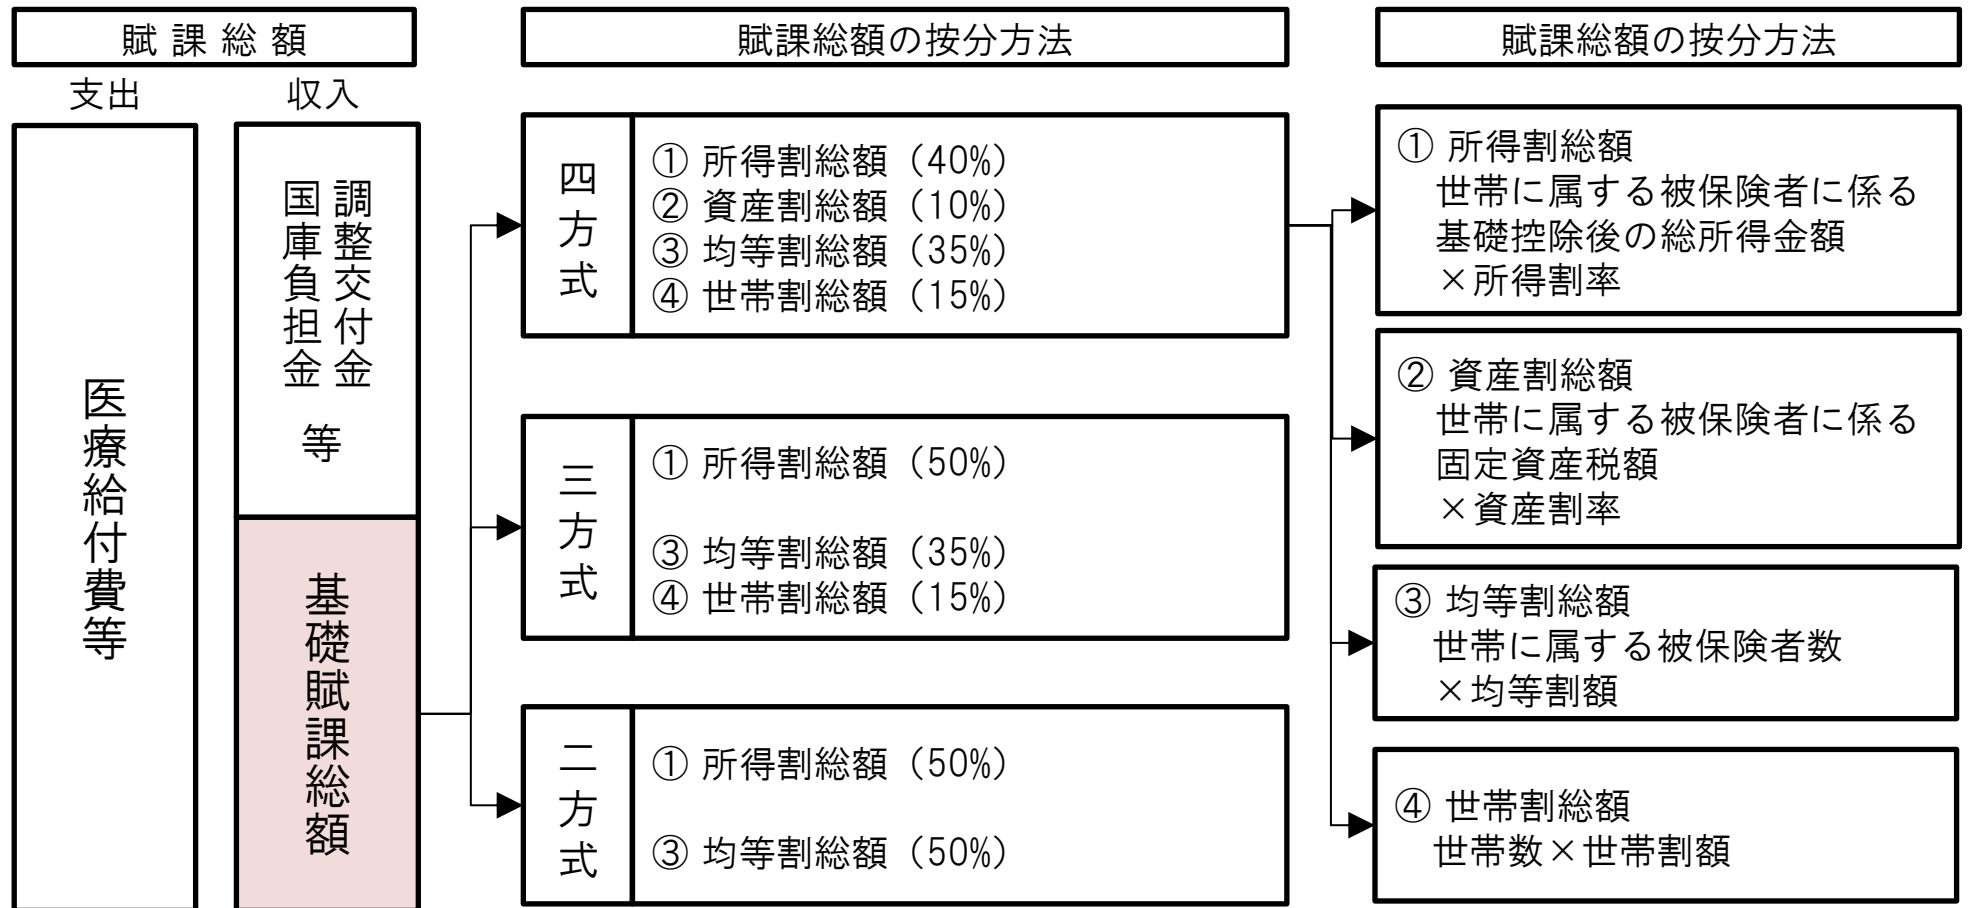 賦課総額
支出
収入
医療給付費等
調整交付金
国庫負担金
等
基礎賦課総額
賦課総額の按分方法
四方式
① 所得割総額（40%）
② 資産割総額（10%）
③ 均等割総額（35%）
④ 世帯割総額（15%）
三方式
① 所得割総額（50%）
③ 均等割総額（35%）
④ 世帯割総額（15%）
二方式
① 所得割総額（50%）
③ 均等割総額（50%）
賦課総額の按分方法
① 所得割総額
世帯に属する被保険者に係る
基礎控除後の総所得金額
×所得割率
② 資産割総額
世帯に属する被保険者に係る
固定資産税額
×資産割率
③ 均等割総額
世帯に属する被保険者数
×均等割額
④ 世帯割総額
世帯数×世帯割額